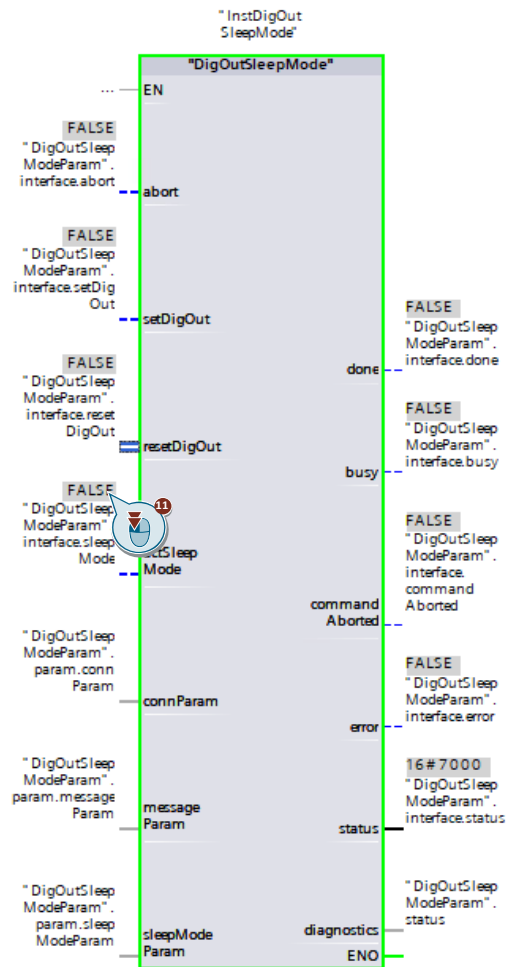 "InstDigOut
SleepMode"
"DigOutSleepMode"
...
EN
FALSE
"DigOutSleep
ModeParam".
interface.abort
abort
FALSE
"DigOutSleep
ModeParam".
interface.setDig
Out
setDigOut
FALSE
"DigOutSleep
ModeParam".
interface.done
done
FALSE
"DigOutSleep
ModeParam".
interface.reset
DigOut
resetDigOut
FALSE
"DigOutSleep
ModeParam".
interface.busy
busy
FALSE
"DigOutSleep
ModeParam".
interface.sleep
Mode
11
Sleep
Mode
FALSE
"DigOutSleep
ModeParam".
interface.
command
Aborted
command
Aborted
"DigOutSleep
ModeParam".
param.conn
Param
connParam
FALSE
"DigOutSleep
ModeParam".
interface.error
error
"DigOutSleep
ModeParam".
param.message
Param
message
Param
16#7000
"DigOutSleep
ModeParam".
interface.status
status
"DigOutSleep
ModeParam".
param.sleep
ModeParam
sleepMode
Param
"DigOutSleep
ModeParam".
status
diagnostics
ENO